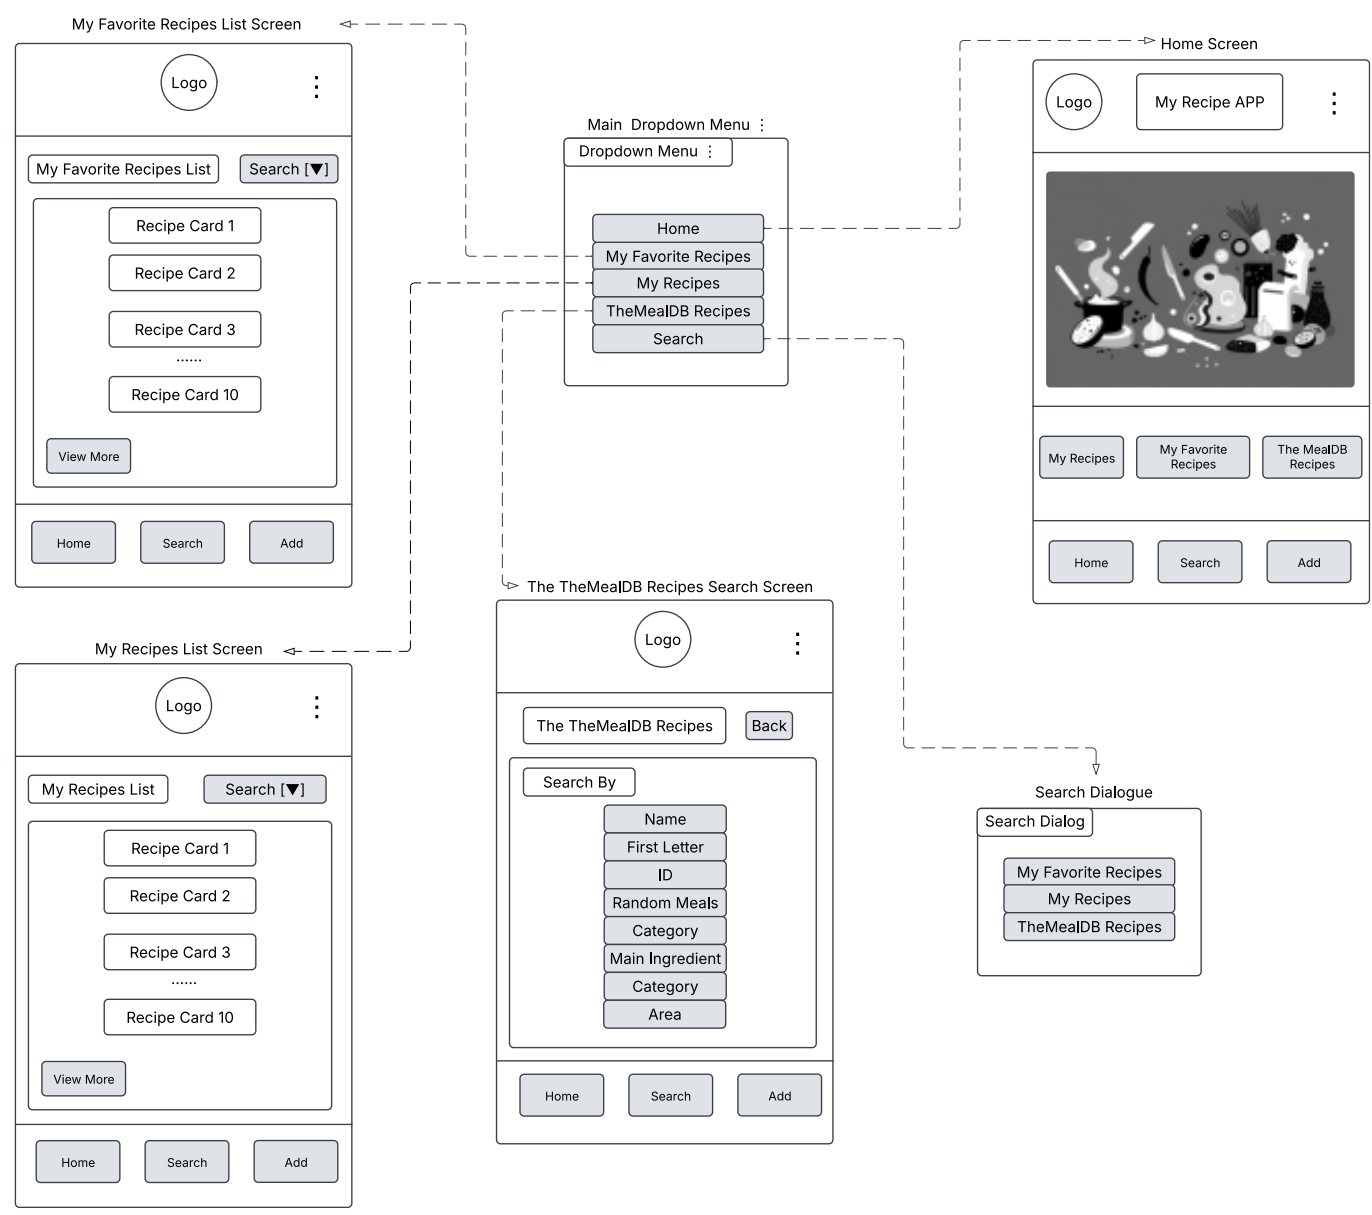 My Favorite Recipes List Screen
Logo
⋮
My Favorite Recipes List
Search [▼]
Recipe Card 1
Recipe Card 2
Recipe Card 3
......
Recipe Card 10
View More
Home
Search
Add
Main Dropdown Menu ⋮
Dropdown Menu ⋮
Home
My Favorite Recipes
My Recipes
TheMealDB Recipes
Search
Home Screen
Logo
My Recipe APP
⋮
My Recipes
My Favorite
Recipes
The MealDB
Recipes
Home
Search
Add
My Recipes List Screen
Logo
⋮
My Recipes List
Search [▼]
Recipe Card 1
Recipe Card 2
Recipe Card 3
......
Recipe Card 10
View More
Home
Search
Add
The TheMealDB Recipes Search Screen
Logo
⋮
The TheMealDB Recipes
Back
Search By
Name
First Letter
ID
Random Meals
Category
Main Ingredient
Category
Area
Home
Search
Add
Search Dialogue
Search Dialog
My Favorite Recipes
My Recipes
TheMealDB Recipes